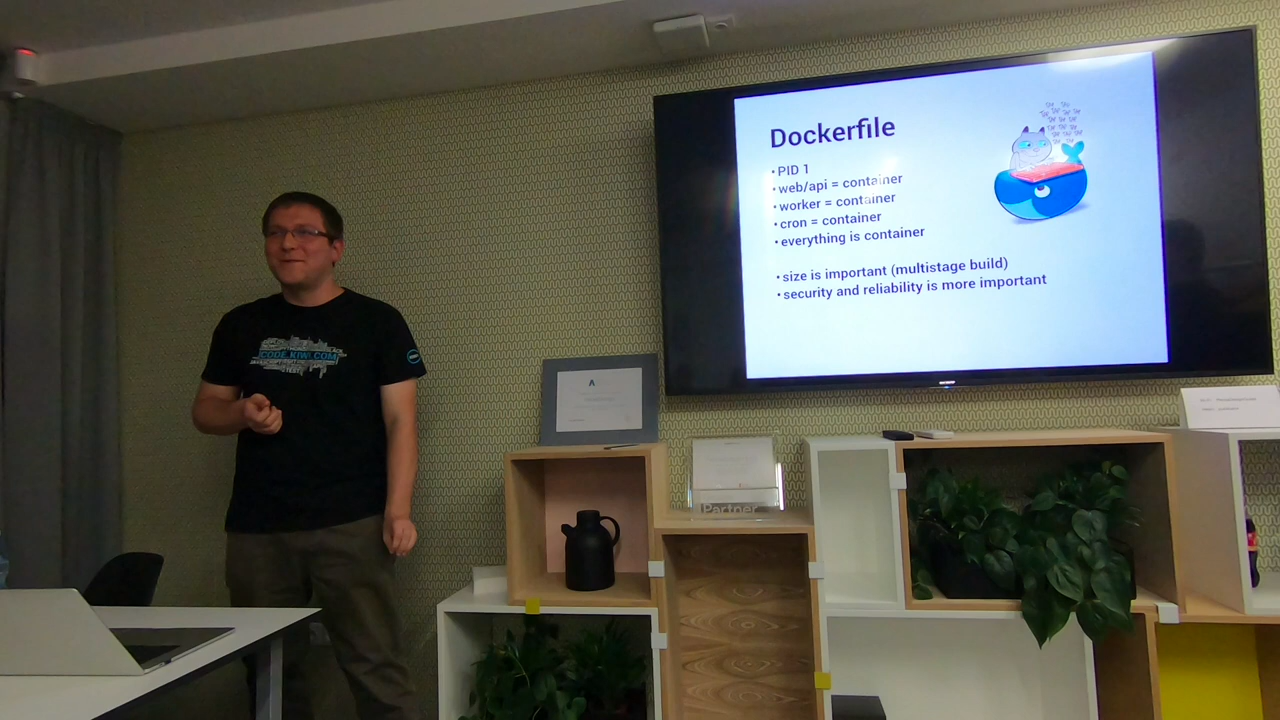 Dockerfile
• PID 1
• web/api = container
• worker = container
• cron = container
• everything is container
• size is important (multistage build)
• security and reliability is more important
CODE.KIWI.COM
TEST
Partner